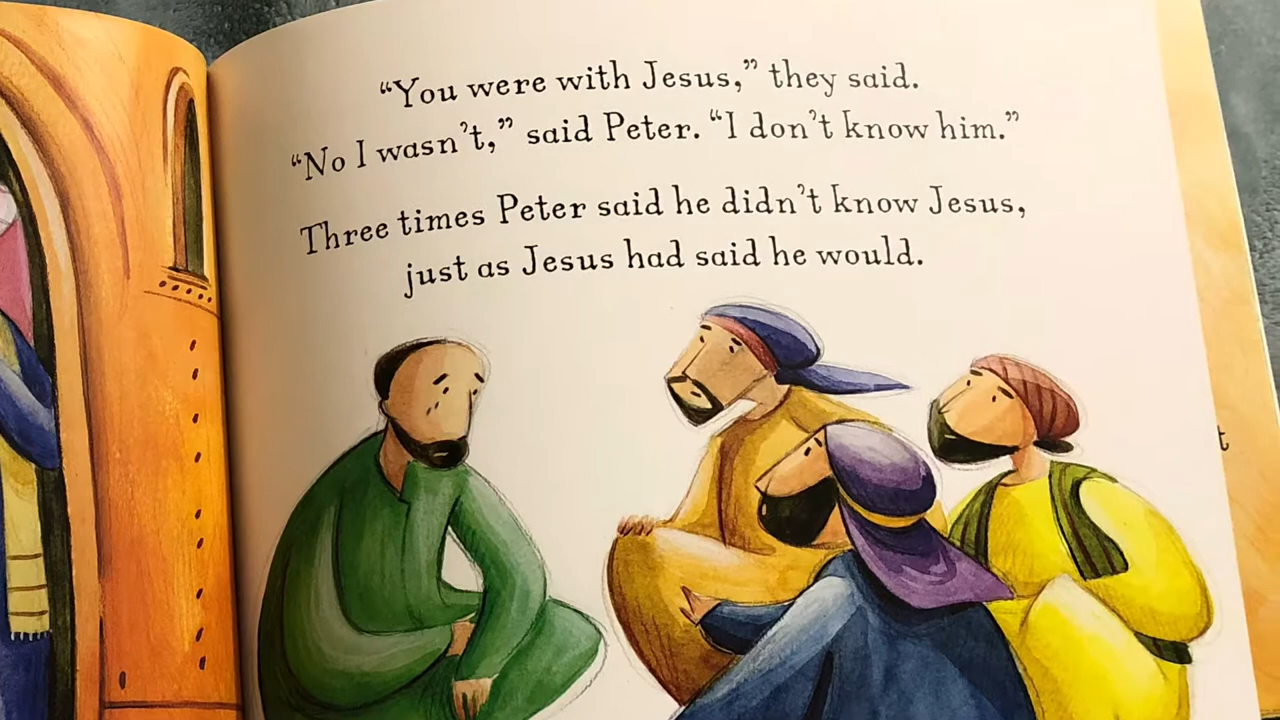 “You were with Jesus,” they said.
“No I wasn’t,” said Peter. “I don’t know him.”
Three times Peter said he didn’t know Jesus,
just as Jesus had said he would.
t